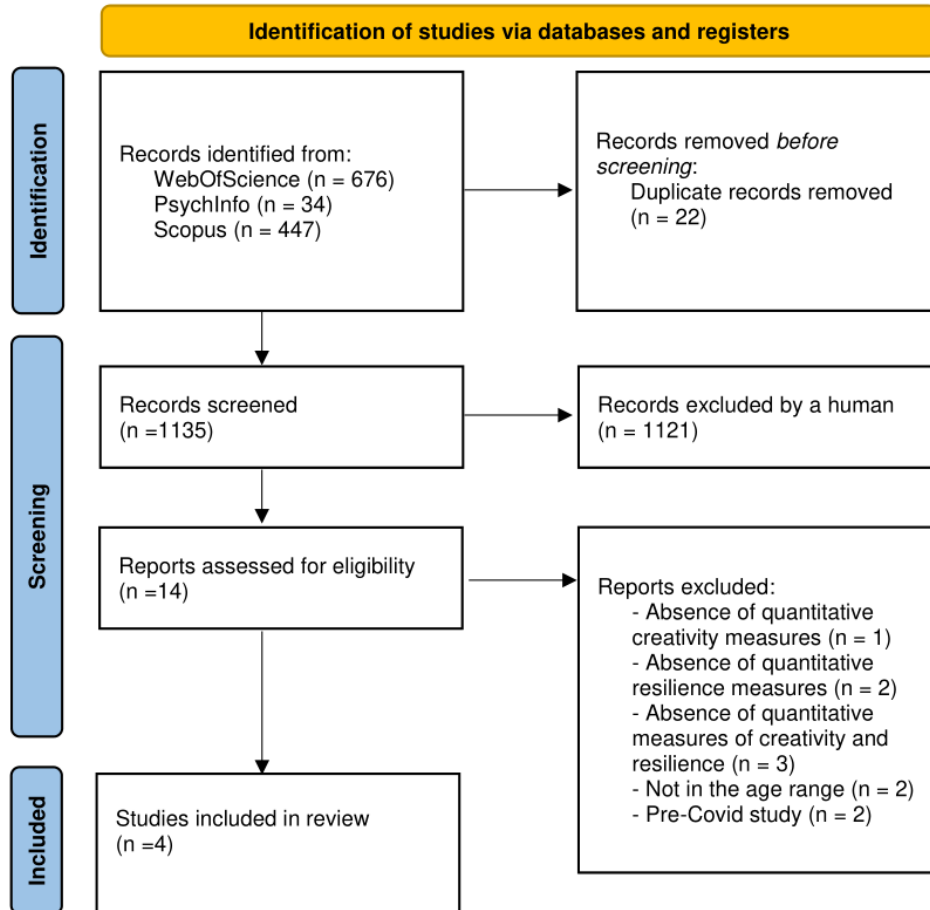 Identification of studies via databases and registers
Identification
Records identified from:
WebOfScience (n = 676)
PsychInfo (n = 34)
Scopus (n = 447)
Records removed before
screening:
Duplicate records removed
(n = 22)
Screening
Records screened
(n =1135)
Records excluded by a human
(n = 1121)
Reports assessed for eligibility
(n =14)
Reports excluded:
- Absence of quantitative
creativity measures (n = 1)
- Absence of quantitative
resilience measures (n = 2)
- Absence of quantitative
measures of creativity and
resilience (n = 3)
- Not in the age range (n = 2)
- Pre-Covid study (n = 2)
Included
Studies included in review
(n =4)